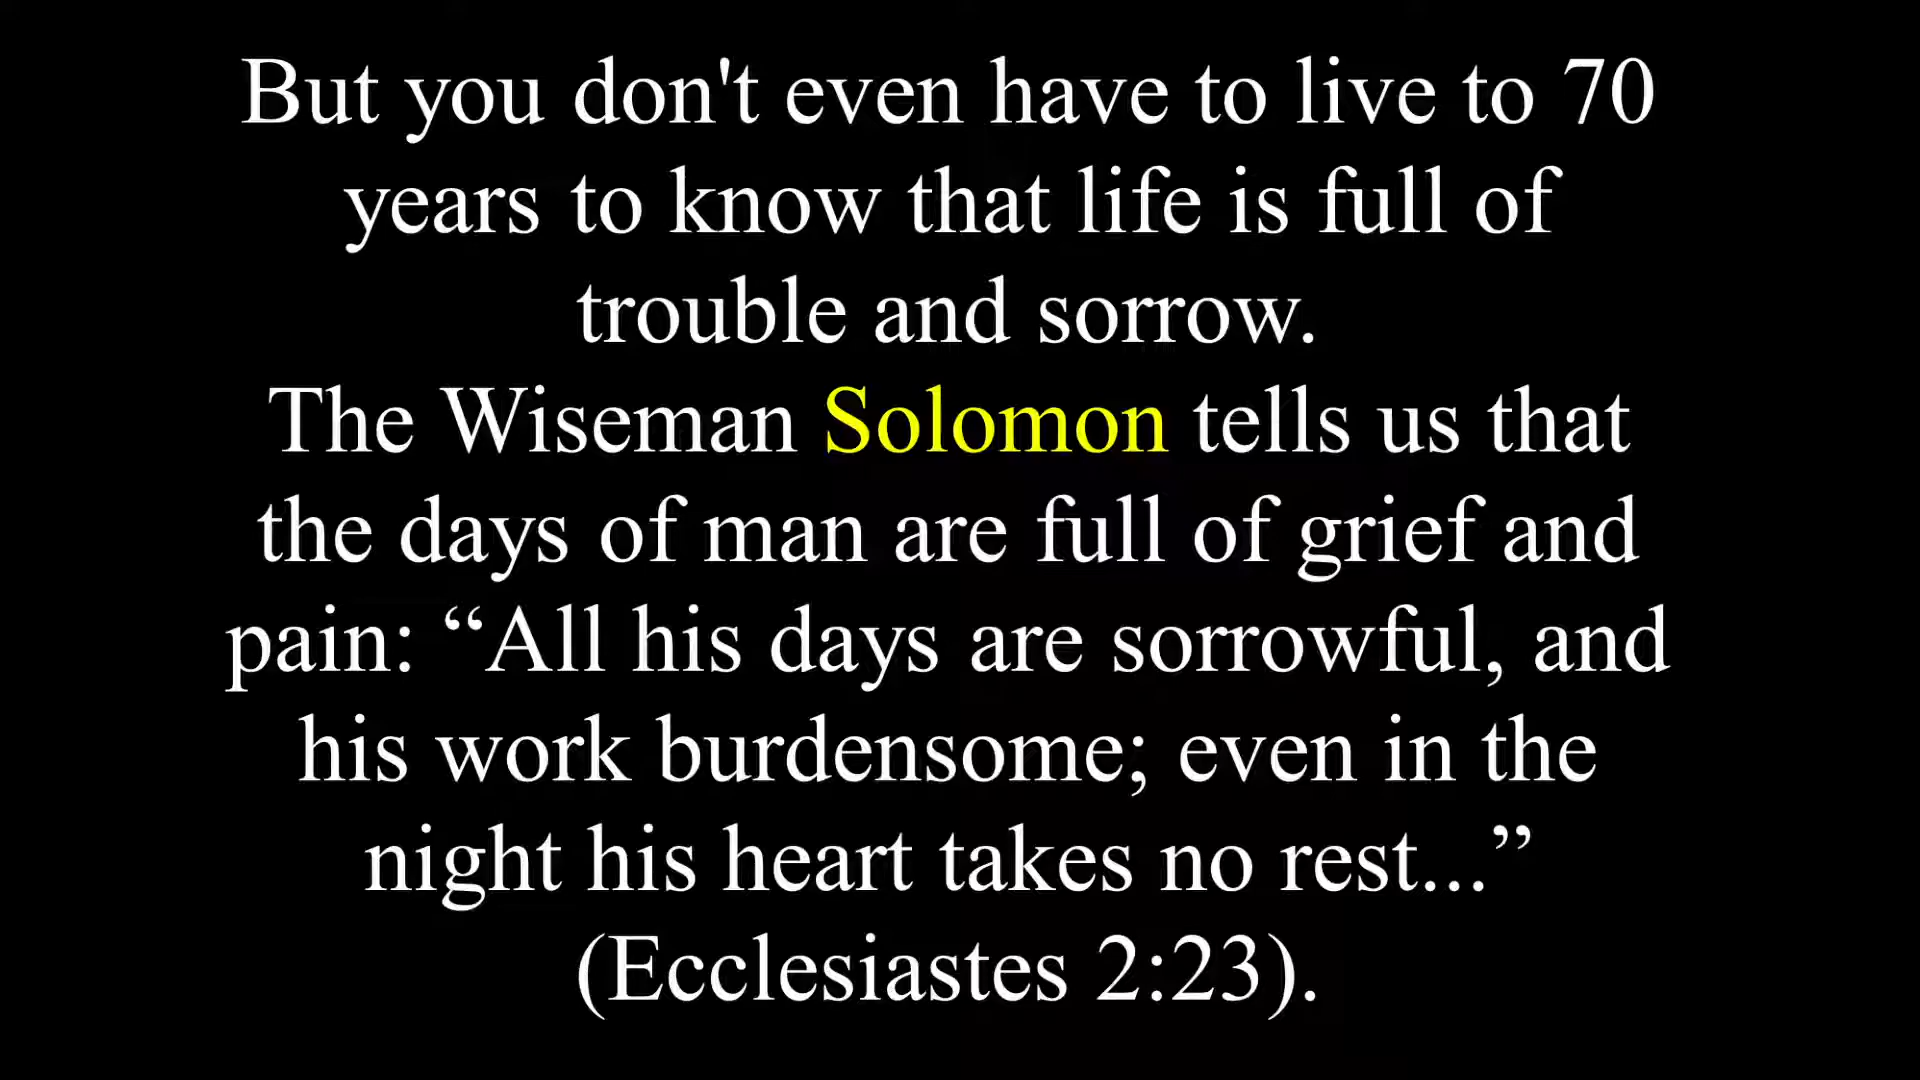 But you don't even have to live to 70
years to know that life is full of
trouble and sorrow.
The Wiseman Solomon tells us that
the days of man are full of grief and
pain: “All his days are sorrowful, and
his work burdensome; even in the
night his heart takes no rest...”
(Ecclesiastes 2:23).